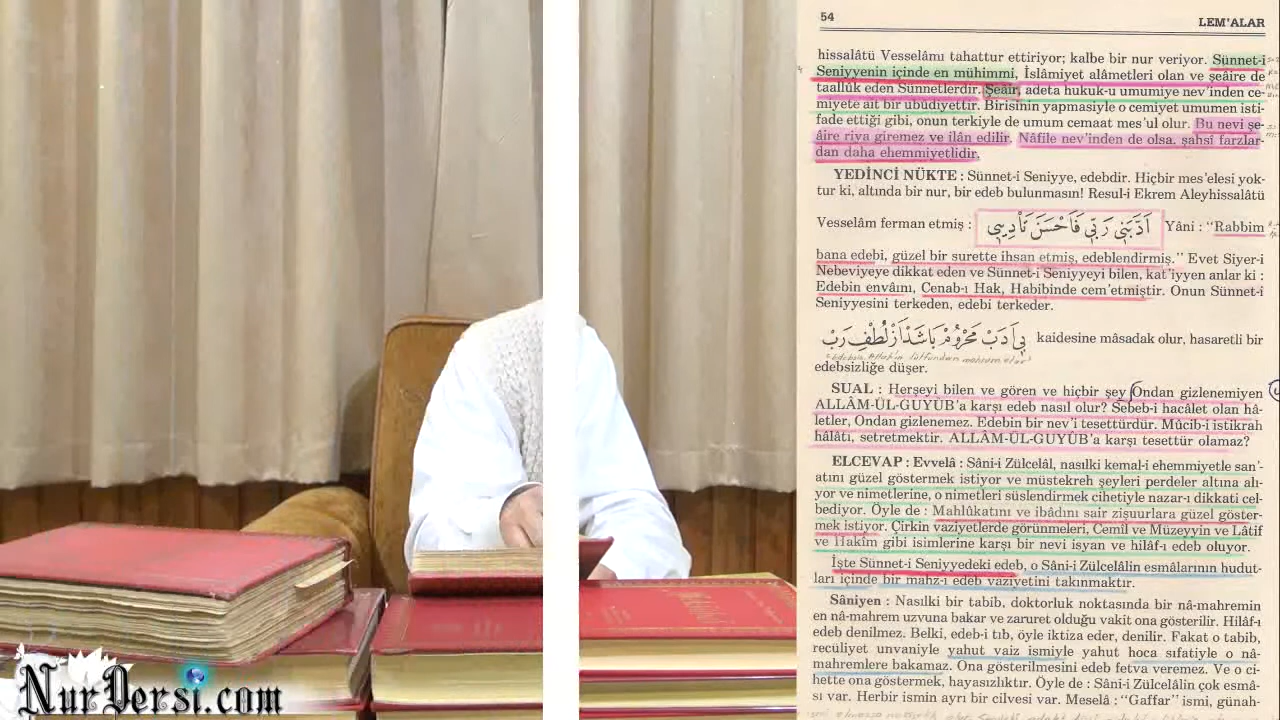 54
LEM'ALAR
hissalâtü Vesselâmı tahattur ettiriyor; kalbe bir nur veriyor. Sünnet-i
Seniyyenin içinde en mühimmi, İslâmiyet alâmetleri olan ve şeâire de
taallûk eden Sünnetlerdir. Şeâir, adeta hukuk-u umumiye nev'inden ce-
miyete ait bir ubûdiyettir. Birisinin yapmasiyle o cemiyet umumen isti-
fade ettiği gibi, onun terkiyle de umum cemaat mes'ul olur. Bu nevi şe-
âire riya giremez ve ilân edilir. Nâfile nev'inden de olsa, şahsî farzlar-
dan daha ehemmiyetlidir.
YEDİNCİ NÜKTE : Sünnet-i Seniyye, edebdir. Hiçbir mes'elesi yok-
tur ki, altında bir nur, bir edeb bulunmasın! Resul-i Ekrem Aleyhissalâtü
Vesselâm ferman etmiş : اَدَّبَنِى رَبِّى فَاَحْسَنَ تَاْدِيبِى Yâni : "Rabbim
bana edebi, güzel bir surette ihsan etmiş, edeblendirmiş." Evet Siyer-i
Nebeviyeye dikkat eden ve Sünnet-i Seniyyeyi bilen, kat'iyyen anlar ki :
Edebin envâını, Cenab-ı Hak, Habibinde cem'etmiştir. Onun Sünnet-i
Seniyyesini terkeden, edebi terkeder.
بِى اَدَبْ مَحْرُومْ بَاشَدْ اَزْ لُطْفِ رَبْ kaidesine mâsadak olur, hasaretli bir
edebsizliğe düşer.
SUAL : Herşeyi bilen ve gören ve hiçbir şey Ondan gizlenemiyen
ALLÂM-ÜL-GUYÛB'a karşı edeb nasıl olur? Sebeb-i hacâlet olan hâ-
letler, Ondan gizlenemez. Edebin bir nev'i tesettürdür. Mûcib-i istikrah
hâlâtı, setretmektir. ALLÂM-ÜL-GUYÛB'a karşı tesettür olamaz?
ELCEVAP : Evvelâ : Sâni-i Zülcelâl, nasılki kemal-i ehemmiyetle san'-
atını güzel göstermek istiyor ve müstekreh şeyleri perdeler altına alı-
yor ve nimetlerine, o nimetleri süslendirmek cihetiyle nazar-ı dikkati cel-
bediyor. Öyle de : Mahlûkatını ve ibâdını sair zişuurlara güzel göster-
mek istiyor. Çirkin vaziyetlerde görünmeleri, Cemîl ve Müzeyyin ve Lâtif
ve Hakîm gibi isimlerine karşı bir nevi isyan ve hilâf-ı edeb oluyor.
İşte Sünnet-i Seniyyedeki edeb, o Sâni-i Zülcelâlin esmâlarının hudut-
ları içinde bir mahz-ı edeb vaziyetini takınmaktır.
Sâniyen : Nasılki bir tabib, doktorluk noktasında bir nâ-mahremin
en nâ-mahrem uzvuna bakar ve zaruret olduğu vakit ona gösterilir. Hilâf-ı
edeb denilmez. Belki, edeb-i tıb, öyle iktiza eder, denilir. Fakat o tabib,
recüliyet unvaniyle yahut vaiz ismiyle yahut hoca sıfatiyle o nâ-
mahremlere bakamaz. Ona gösterilmesini edeb fetva veremez. Ve o ci-
hette ona göstermek, hayasızlıktır. Öyle de : Sâni-i Zülcelâlin çok esmâ-
sı var. Herbir ismin ayrı bir cilvesi var. Meselâ : "Gaffar" ismi, günah-
NurDersi.com